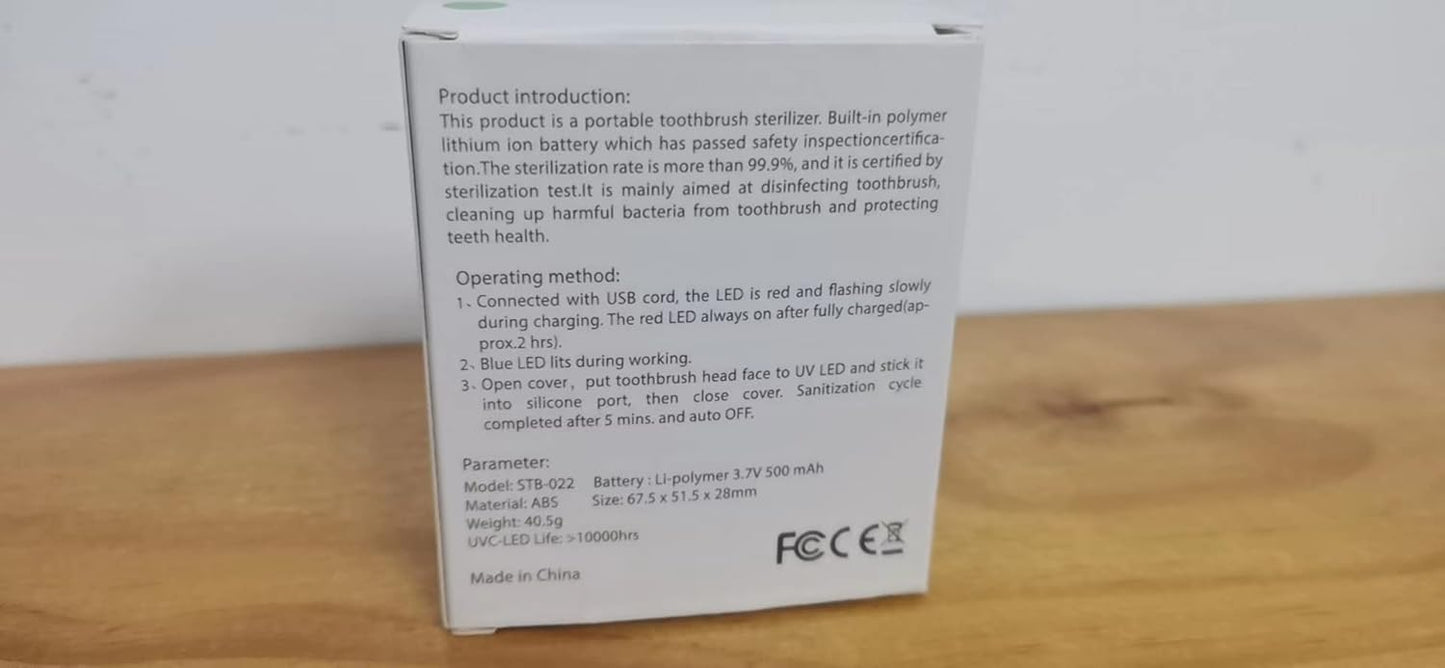 Product introduction:
This product is a portable toothbrush sterilizer. Built-in polymer
lithium ion battery which has passed safety inspectioncertifica-
tion.The sterilization rate is more than 99.9%, and it is certified by
sterilization test.It is mainly aimed at disinfecting toothbrush,
cleaning up harmful bacteria from toothbrush and protecting
teeth health.
Operating method:
1、Connected with USB cord, the LED is red and flashing slowly
during charging. The red LED always on after fully charged(ap-
prox.2 hrs).
2、Blue LED lits during working.
3、Open cover，put toothbrush head face to UV LED and stick it
into silicone port, then close cover. Sanitization cycle
completed after 5 mins. and auto OFF.
Parameter:
Model: STB-022 Battery : Li-polymer 3.7V 500 mAh
Material: ABS Size: 67.5 x 51.5 x 28mm
Weight: 40.5g
UVC-LED Life: >10000hrs
FC CE
Made in China